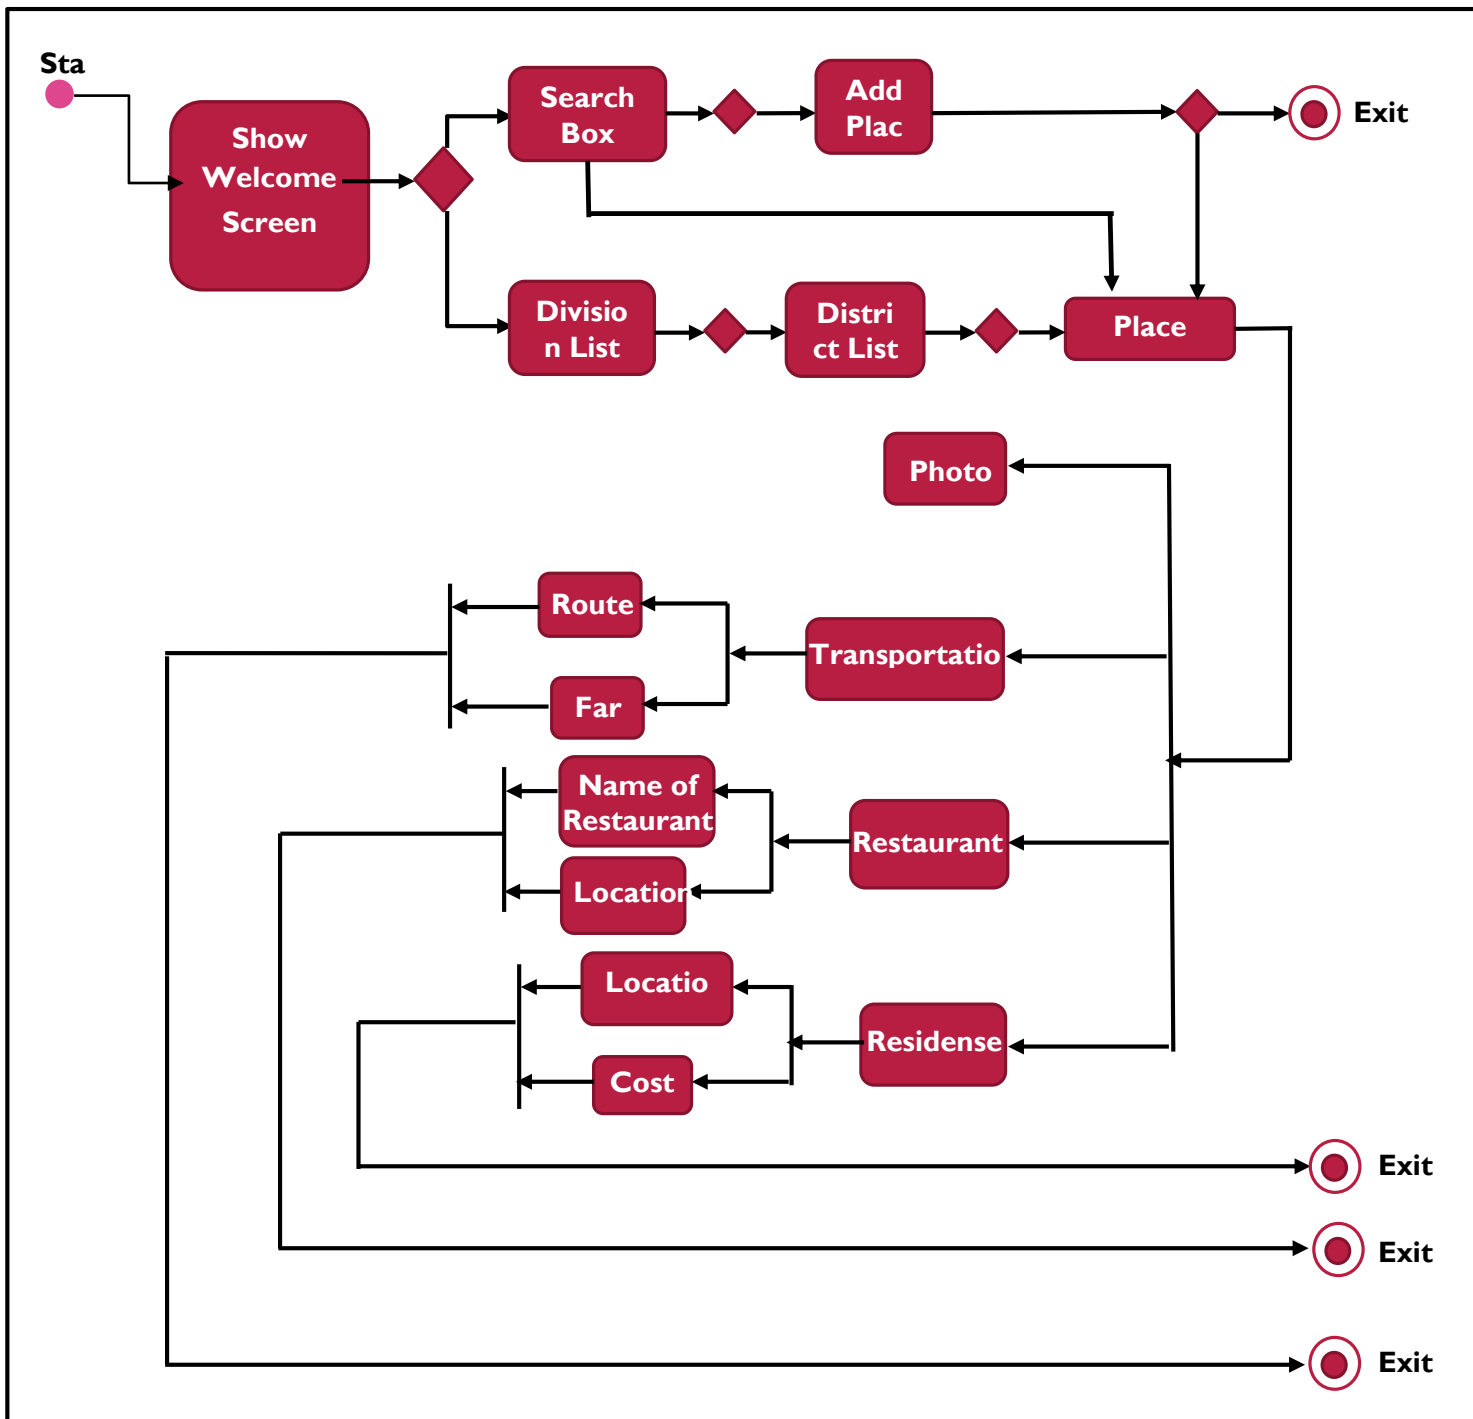 Sta
Show
Welcome
Screen
Search
Box
Add
Plac
Exit
Divisio
n List
Distri
ct List
Place
Photo
Route
Transportatio
Far
Name of
Restaurant
Restaurant
Location
Locatio
Residense
Cost
Exit
Exit
Exit